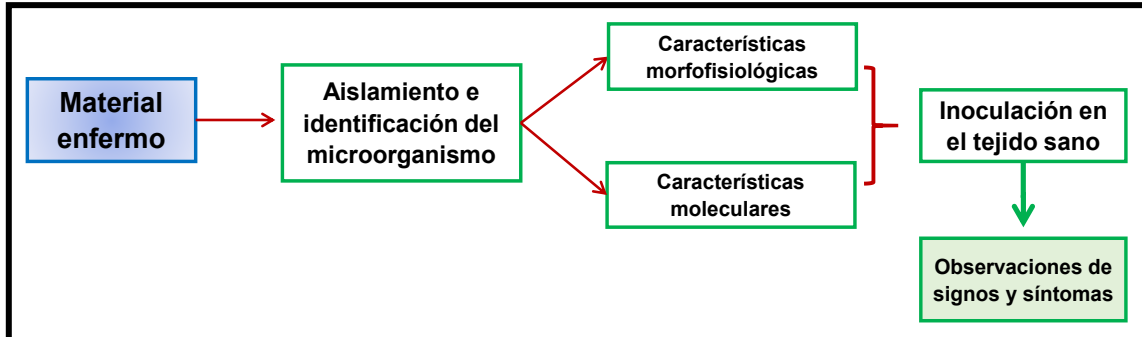 Material
enfermo
Aislamiento e
identificación del
microorganismo
Características
morfofisiológicas
Características
moleculares
Inoculación en
el tejido sano
Observaciones de
signos y síntomas